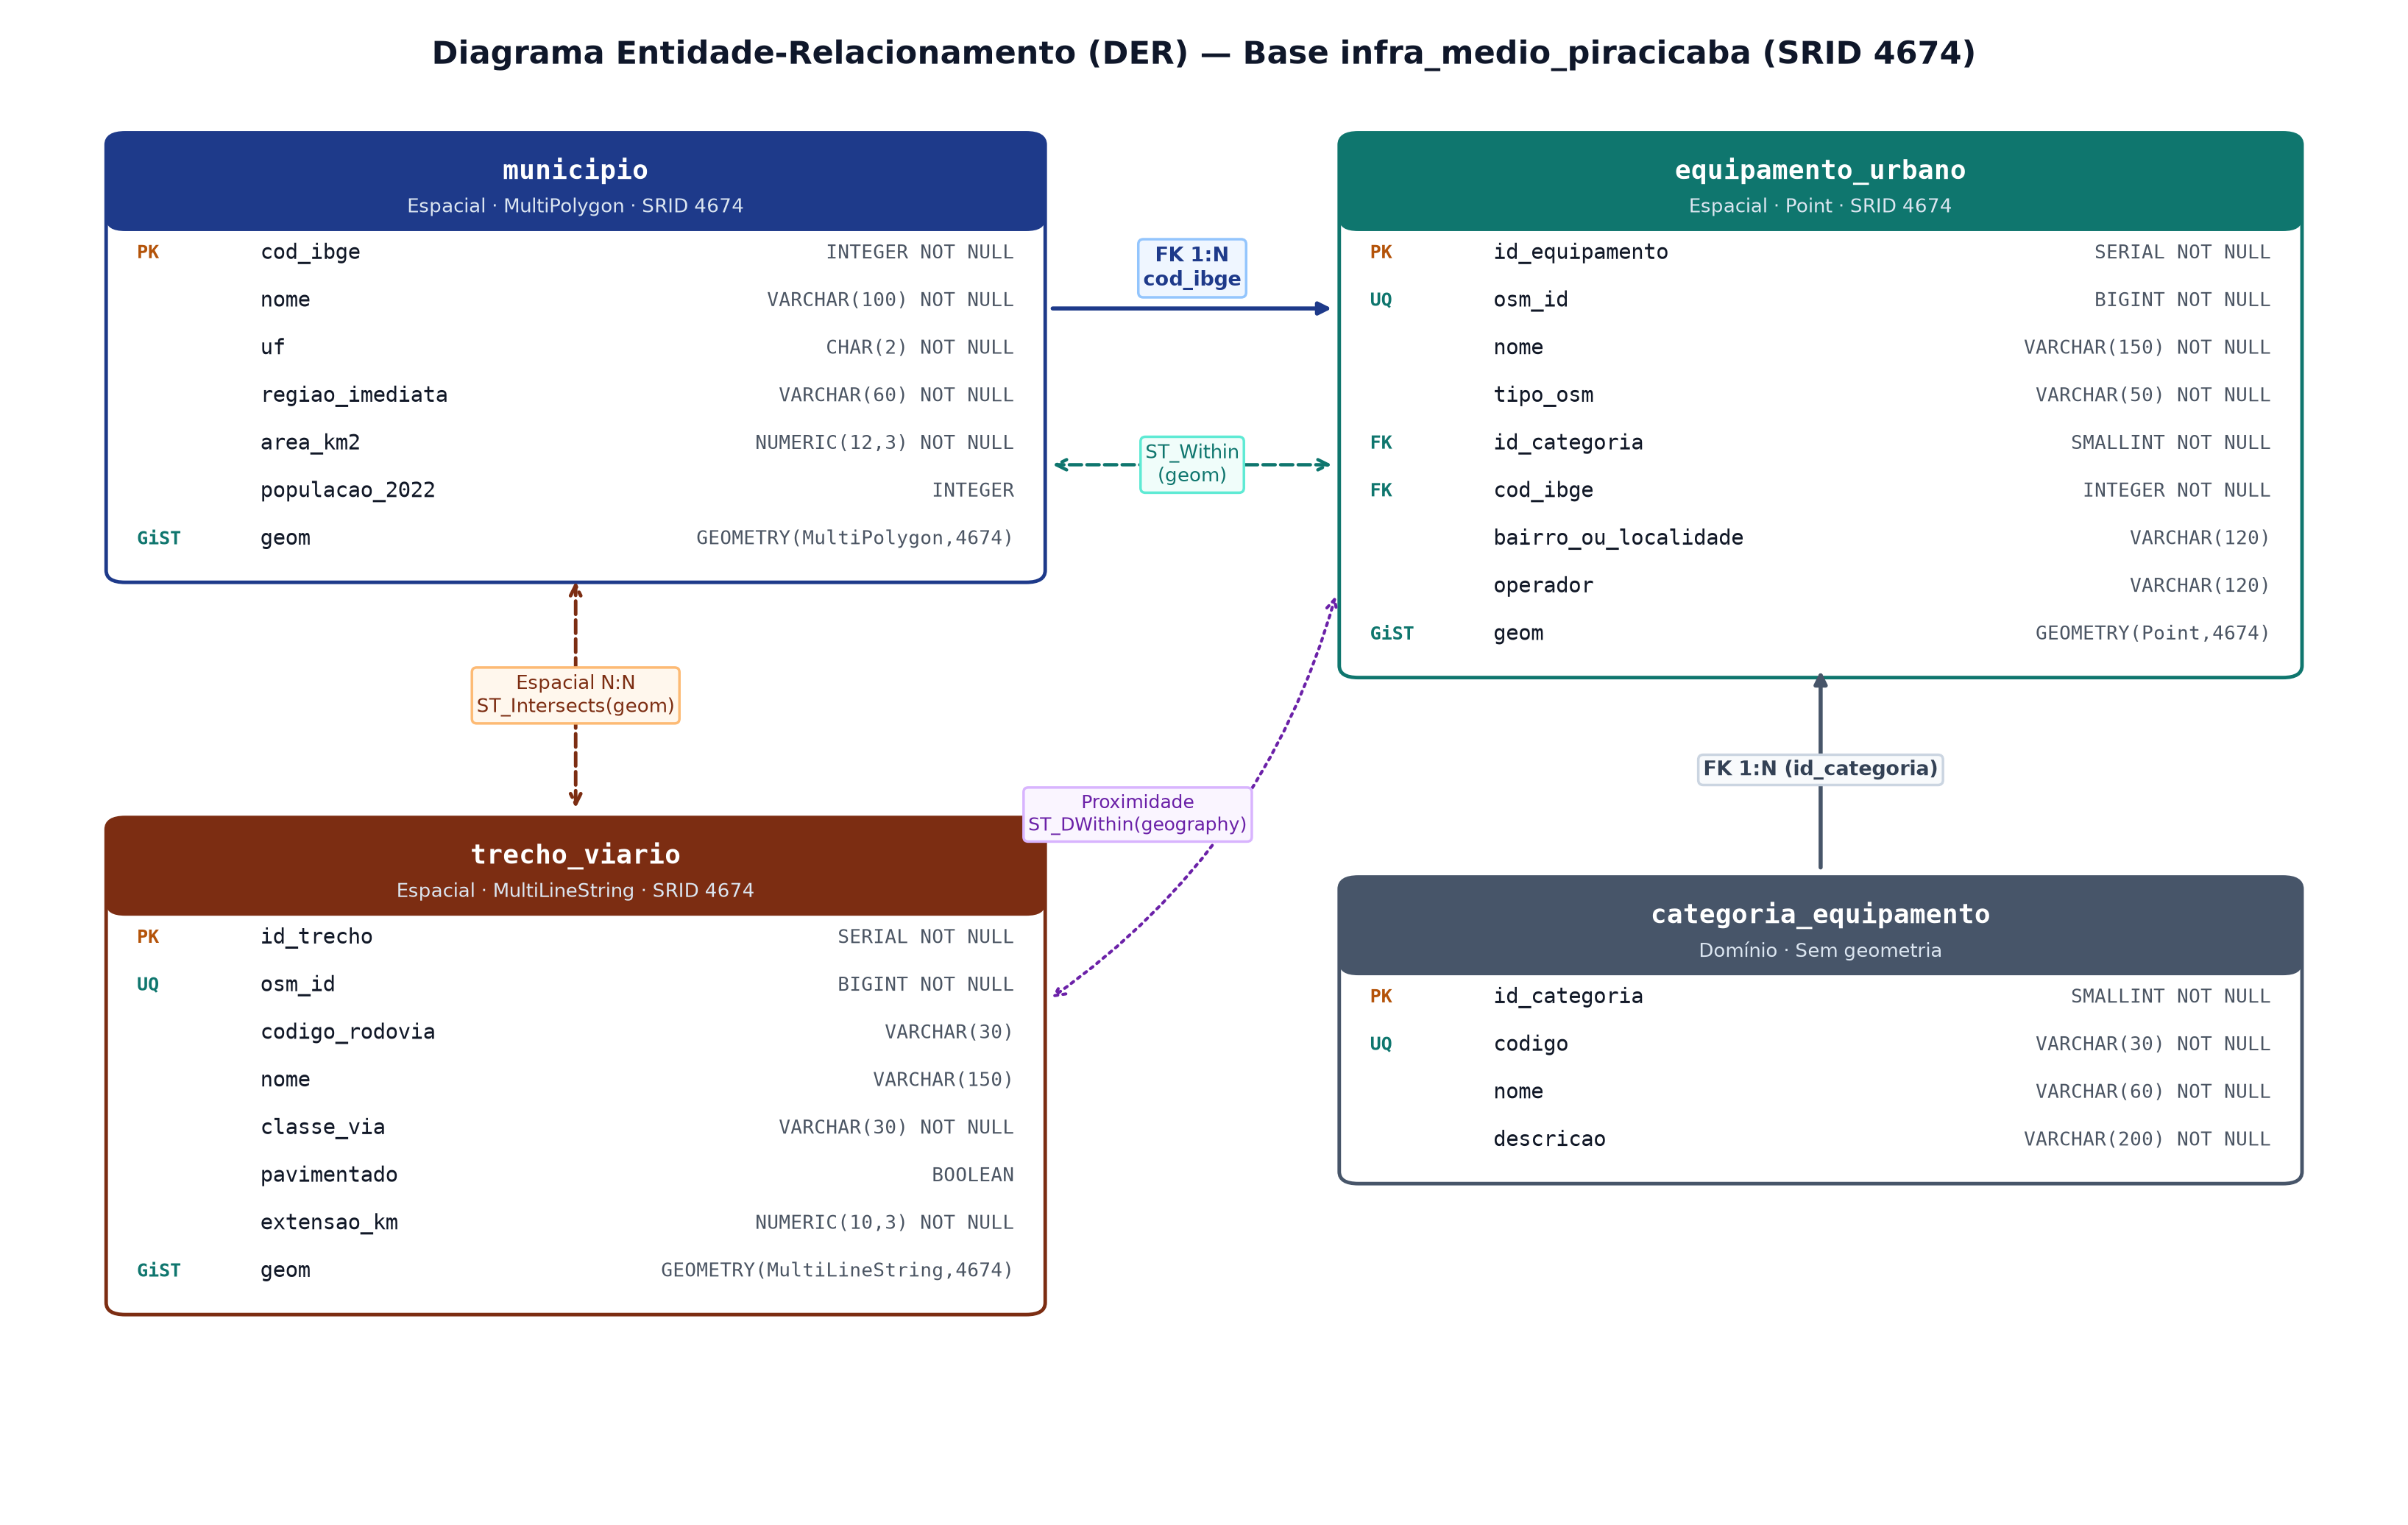 Diagrama Entidade-Relacionamento (DER) — Base infra_medio_piracicaba (SRID 4674)
municipio
Espacial · MultiPolygon · SRID 4674
PK cod_ibge INTEGER NOT NULL
nome VARCHAR(100) NOT NULL
uf CHAR(2) NOT NULL
regiao_imediata VARCHAR(60) NOT NULL
area_km2 NUMERIC(12,3) NOT NULL
populacao_2022 INTEGER
GiST geom GEOMETRY(MultiPolygon,4674)
FK 1:N
cod_ibge
ST_Within
(geom)
equipamento_urbano
Espacial · Point · SRID 4674
PK id_equipamento SERIAL NOT NULL
UQ osm_id BIGINT NOT NULL
nome VARCHAR(150) NOT NULL
tipo_osm VARCHAR(50) NOT NULL
FK id_categoria SMALLINT NOT NULL
FK cod_ibge INTEGER NOT NULL
bairro_ou_localidade VARCHAR(120)
operador VARCHAR(120)
GiST geom GEOMETRY(Point,4674)
Espacial N:N
ST_Intersects(geom)
Proximidade
ST_DWithin(geography)
FK 1:N (id_categoria)
trecho_viario
Espacial · MultiLineString · SRID 4674
PK id_trecho SERIAL NOT NULL
UQ osm_id BIGINT NOT NULL
codigo_rodovia VARCHAR(30)
nome VARCHAR(150)
classe_via VARCHAR(30) NOT NULL
pavimentado BOOLEAN
extensao_km NUMERIC(10,3) NOT NULL
GiST geom GEOMETRY(MultiLineString,4674)
categoria_equipamento
Domínio · Sem geometria
PK id_categoria SMALLINT NOT NULL
UQ codigo VARCHAR(30) NOT NULL
nome VARCHAR(60) NOT NULL
descricao VARCHAR(200) NOT NULL